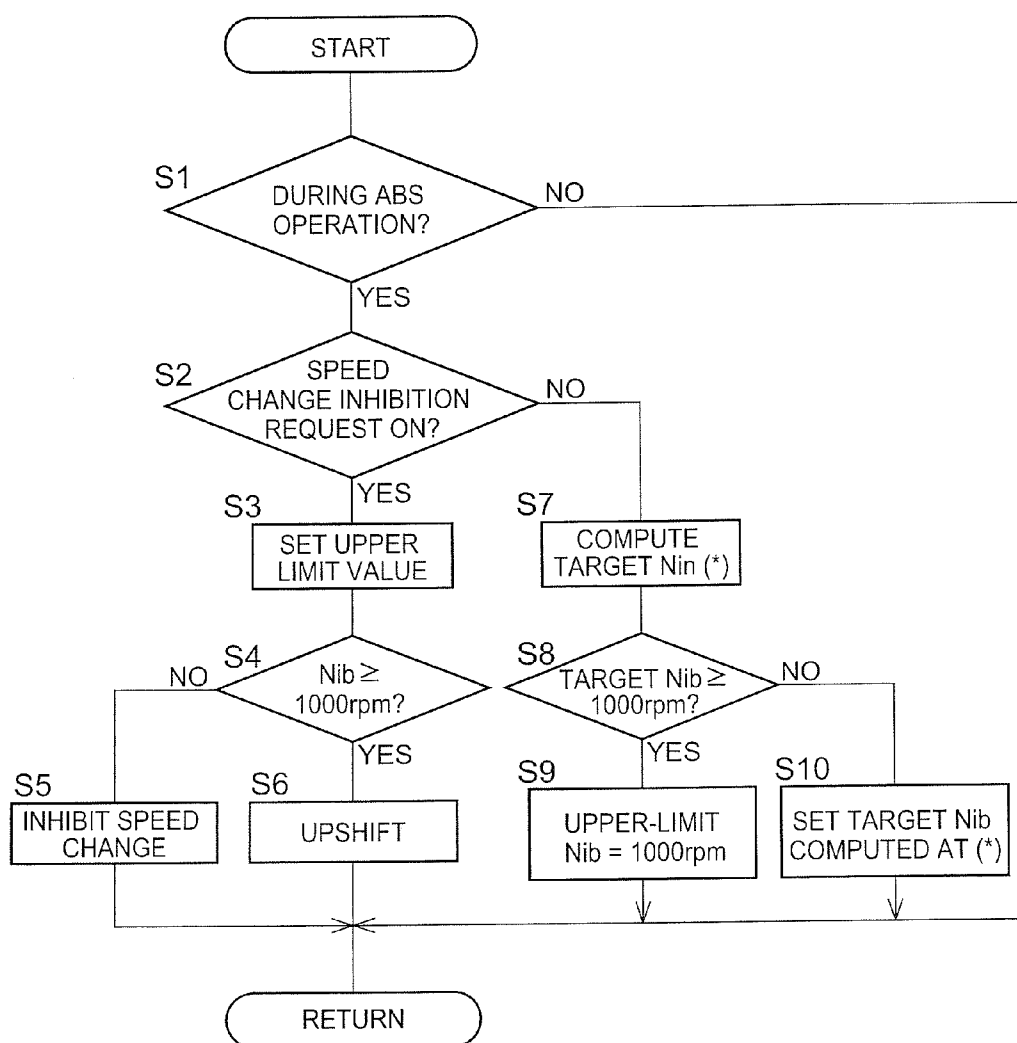 START
S1
DURING ABS
OPERATION?
NO
YES
S2
SPEED
CHANGE INHIBITION
REQUEST ON?
NO
YES
S3
SET UPPER
LIMIT VALUE
S7
COMPUTE
TARGET Nin (*)
S4
NO
Nib ≥
1000rpm?
YES
S8
TARGET Nib ≥
1000rpm?
NO
YES
S5
INHIBIT SPEED
CHANGE
S6
UPSHIFT
S9
UPPER-LIMIT
Nib = 1000rpm
S10
SET TARGET Nib
COMPUTED AT (*)
RETURN